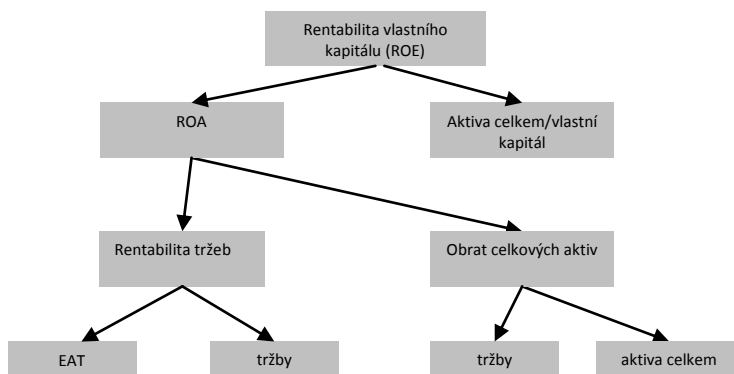 Rentabilita vlastního
kapitálu (ROE)
ROA
Aktiva celkem/vlastní
kapitál
Rentabilita tržeb
Obrat celkových aktiv
EAT
tržby
tržby
aktiva celkem